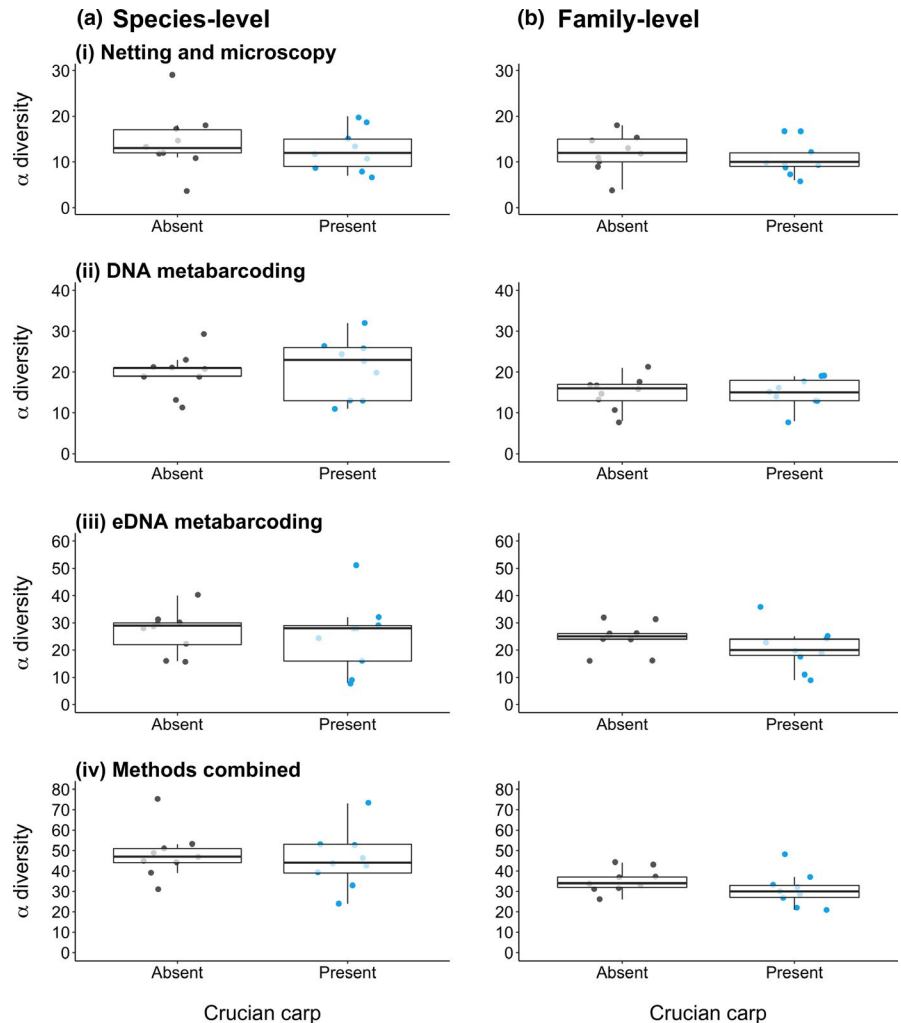 (a) Species-level
(b) Family-level
(i) Netting and microscopy
30
20
10
0
α diversity
Absent
Present
30
20
10
0
α diversity
Absent
Present
(ii) DNA metabarcoding
40
30
20
10
0
α diversity
Absent
Present
40
30
20
10
0
α diversity
Absent
Present
(iii) eDNA metabarcoding
60
50
40
30
20
10
0
α diversity
Absent
Present
60
50
40
30
20
10
0
α diversity
Absent
Present
(iv) Methods combined
80
70
60
50
40
30
20
10
0
α diversity
Absent
Present
80
70
60
50
40
30
20
10
0
α diversity
Absent
Present
Crucian carp
Crucian carp